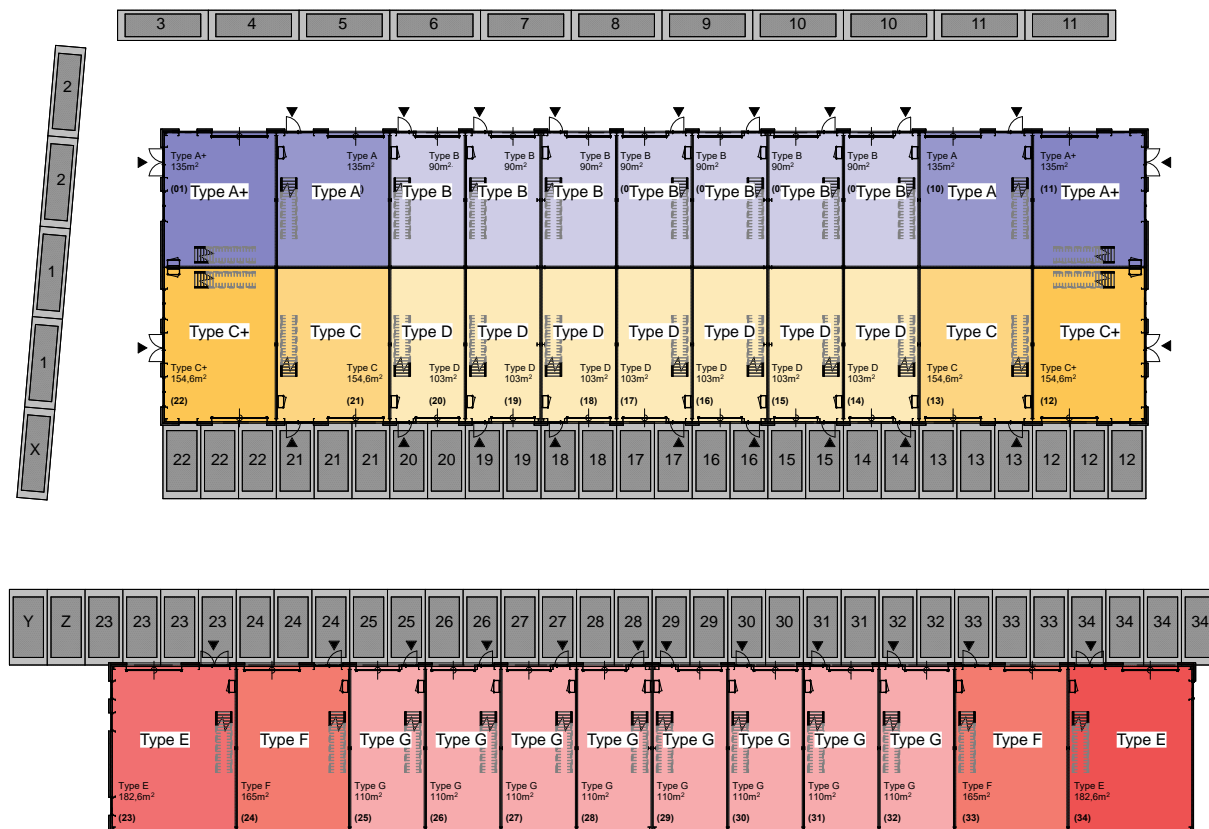 3 4 5 6 7 8 9 10 10 11 11
2
2
1
1
X
Type A+ Type A Type B Type B Type B Type B Type B Type B Type B Type A Type A+
135m² 135m² 90m² 90m² 90m² 90m² 90m² 90m² 90m² 135m² 135m²
(01) (10) (11)
Type A+ Type A Type B Type B Type B Type B Type B Type B Type B Type A Type A+
Type C+ Type C Type D Type D Type D Type D Type D Type D Type D Type C Type C+
Type C+ Type C Type D Type D Type D Type D Type D Type D Type D Type C Type C+
154,6m² 154,6m² 103m² 103m² 103m² 103m² 103m² 103m² 103m² 154,6m² 154,6m²
(22) (21) (20) (19) (18) (17) (16) (15) (14) (13) (12)
22 22 22 21 21 21 20 20 19 19 18 18 17 17 16 16 15 15 14 14 13 13 13 12 12 12
Y Z 23 23 23 23 24 24 24 25 25 26 26 27 27 28 28 29 29 30 30 31 31 32 32 33 33 33 34 34 34 34
Type E Type F Type G Type G Type G Type G Type G Type G Type G Type G Type F Type E
Type E Type F Type G Type G Type G Type G Type G Type G Type G Type G Type F Type E
182,6m² 165m² 110m² 110m² 110m² 110m² 110m² 110m² 110m² 110m² 165m² 182,6m²
(23) (24) (25) (26) (27) (28) (29) (30) (31) (32) (33) (34)